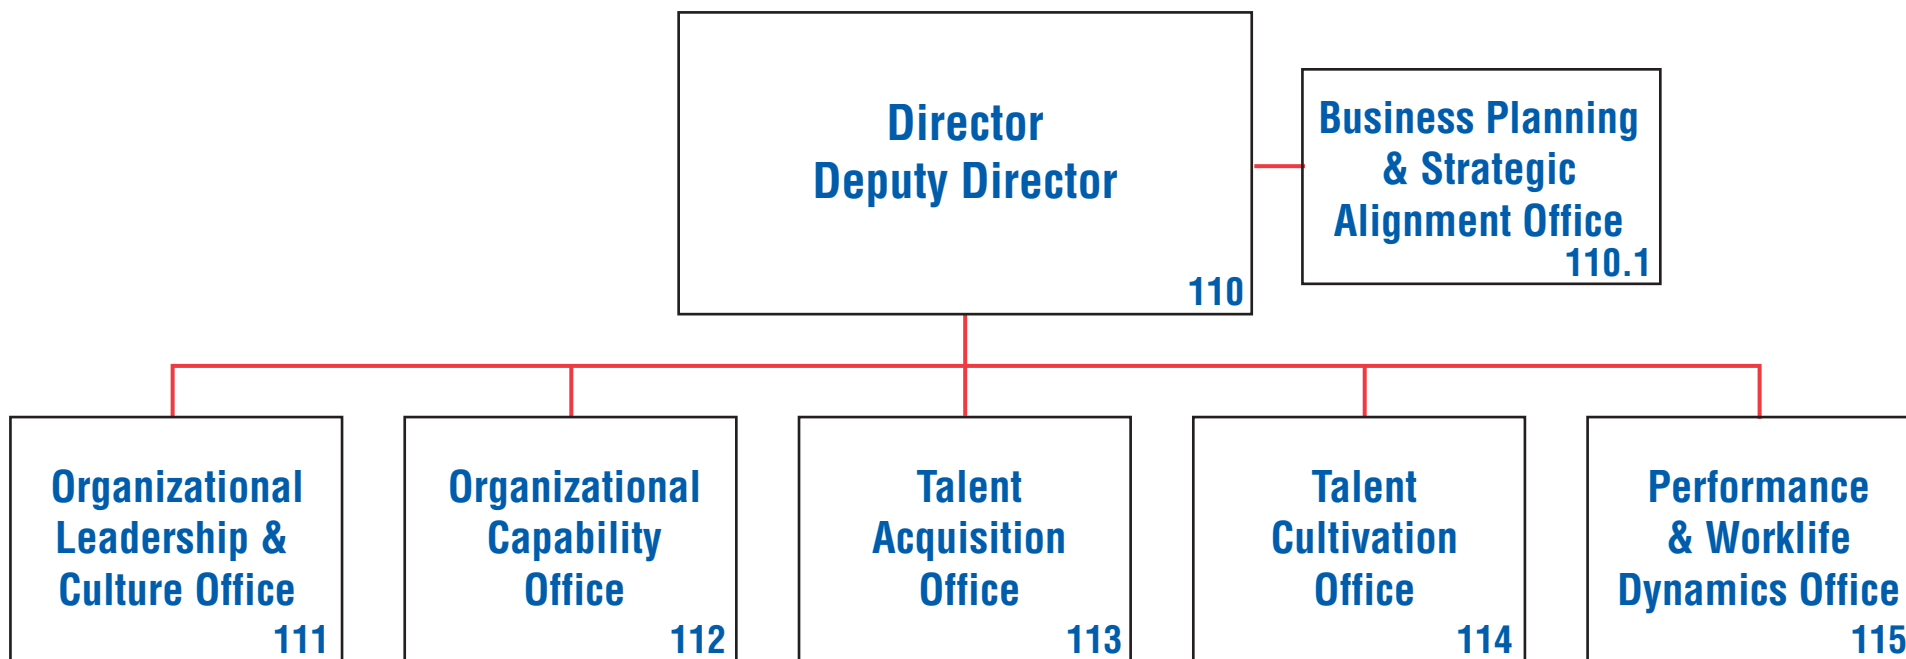 Director
Deputy Director
110
Business Planning
& Strategic
Alignment Office
110.1
Organizational
Leadership &
Culture Office
111
Organizational
Capability
Office
112
Talent
Acquisition
Office
113
Talent
Cultivation
Office
114
Performance
& Worklife
Dynamics Office
115